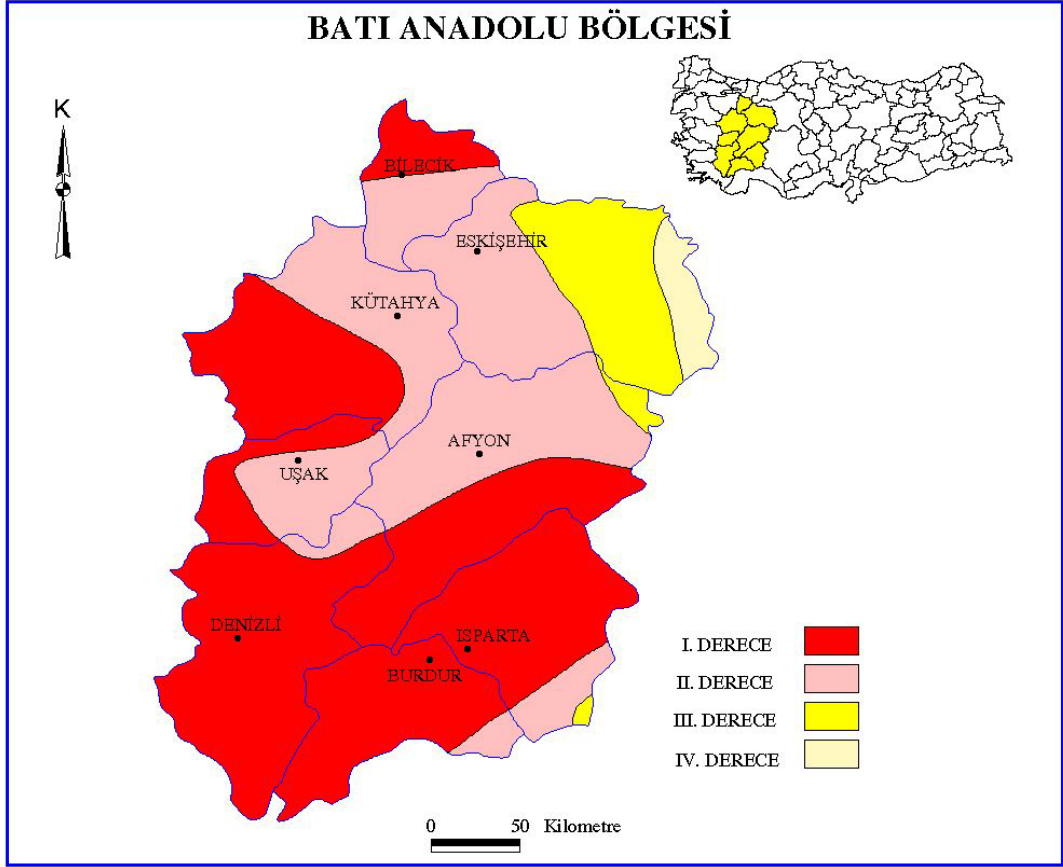 BATI ANADOLU BÖLGESİ
K
BİLECİK
ESKİŞEHİR
KÜTAHYA
AFYON
UŞAK
DENİZLİ
ISPARTA
BURDUR
I. DERECE
II. DERECE
III. DERECE
IV. DERECE
0 50 Kilometre